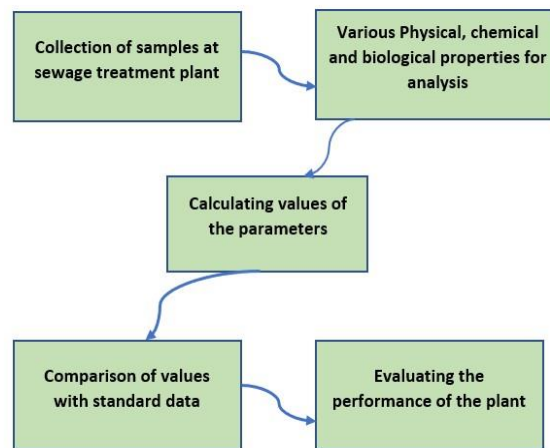 Collection of samples at
sewage treatment plant
Various Physical, chemical
and biological properties for
analysis
Calculating values of
the parameters
Comparison of values
with standard data
Evaluating the
performance of the plant